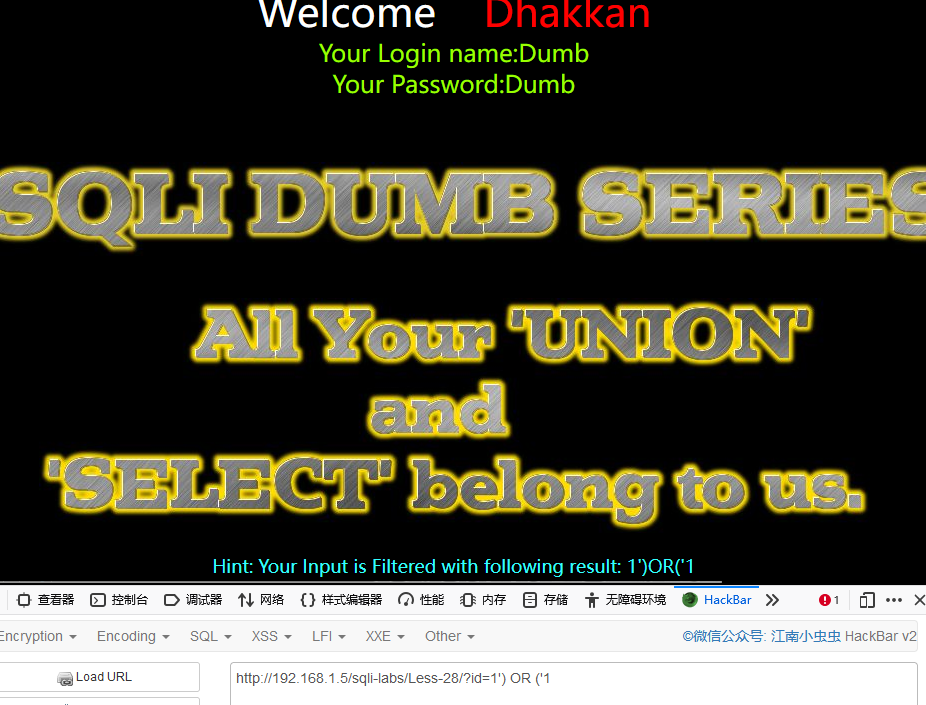 Welcome Dhakkan
Your Login name:Dumb
Your Password:Dumb
SQLI DUMB SERIES
All Your 'UNION'
and
'SELECT' belong to us.
Hint: Your Input is Filtered with following result: 1')OR('1
查看器 控制台 调试器 网络 样式编辑器 性能 内存 存储 无障碍环境 HackBar 1
Encryption Encoding SQL XSS LFI XXE Other ©微信公众号: 江南小虫虫 HackBar v2
Load URL
http://192.168.1.5/sqli-labs/Less-28/?id=1') OR ('1